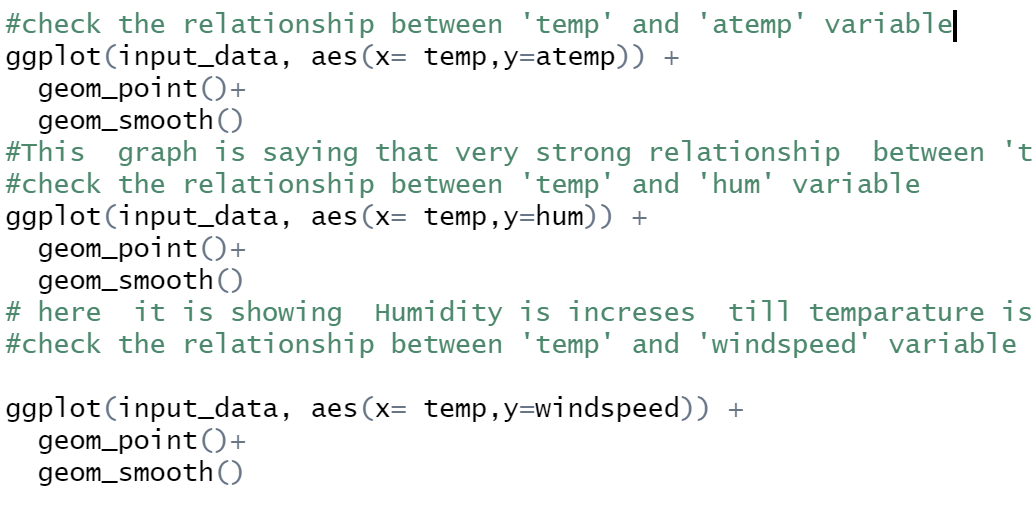 #check the relationship between 'temp' and 'atemp' variable
ggplot(input_data, aes(x= temp,y=atemp)) +
  geom_point()+
  geom_smooth()
#This  graph is saying that very strong relationship  between 't
#check the relationship between 'temp' and 'hum' variable
ggplot(input_data, aes(x= temp,y=hum)) +
  geom_point()+
  geom_smooth()
# here  it is showing  Humidity is increses  till temparature is
#check the relationship between 'temp' and 'windspeed' variable
ggplot(input_data, aes(x= temp,y=windspeed)) +
  geom_point()+
  geom_smooth()